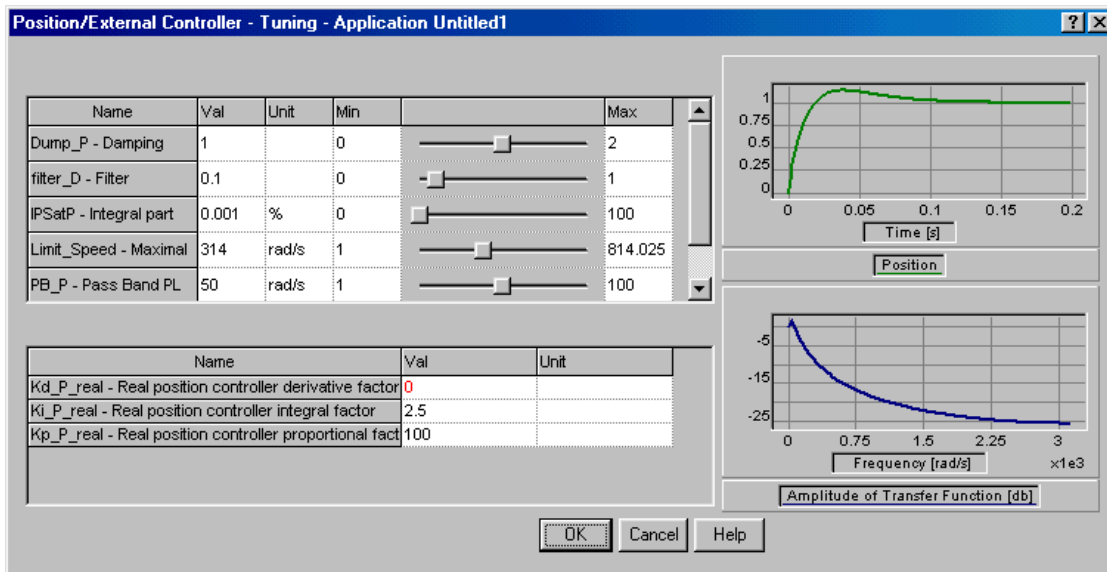 Position/External Controller - Tuning - Application Untitled1
Name Val Unit Min Max
Dump_P - Damping 1 0 2
filter_D - Filter 0.1 0 1
IPSatP - Integral part 0.001 % 0 100
Limit_Speed - Maximal 314 rad/s 1 814.025
PB_P - Pass Band PL 50 rad/s 1 100
Name Val Unit
Kd_P_real - Real position controller derivative factor 0
Ki_P_real - Real position controller integral factor 2.5
Kp_P_real - Real position controller proportional fact 100
1
0.75
0.5
0.25
0
0 0.05 0.1 0.15 0.2
Time [s]
Position
-5
-15
-25
0 0.75 1.5 2.25 3
Frequency [rad/s] x1e3
Amplitude of Transfer Function [db]
OK Cancel Help